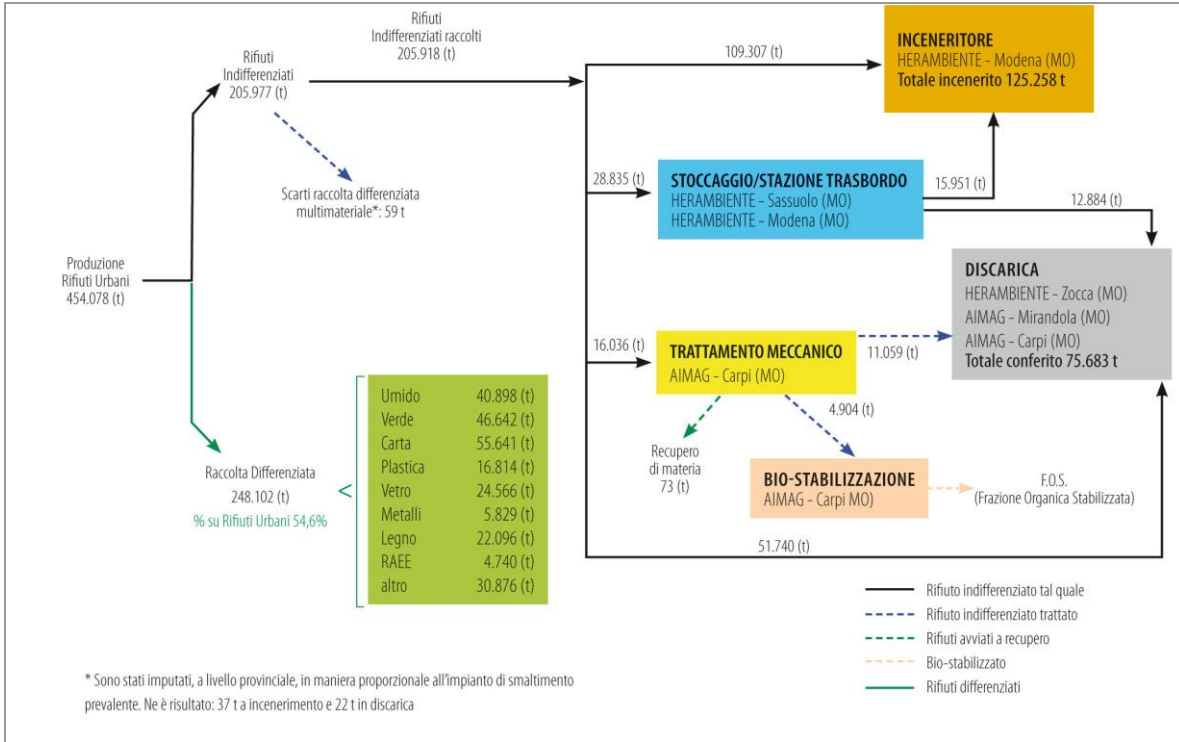 Rifiuti
Indifferenziati raccolti
205.918 (t)
Rifiuti
Indifferenziati
205.977 (t)
109.307 (t)
INCENERITORE
HERAMBIENTE - Modena (MO)
Totale incenerito 125.258 t
Scarti raccolta differenziata
multimateriale*: 59 t
28.835 (t)
STOCCAGGIO/STAZIONE TRASBORDO
HERAMBIENTE - Sassuolo (MO)
HERAMBIENTE - Modena (MO)
15.951 (t)
12.884 (t)
Produzione
Rifiuti Urbani
454.078 (t)
DISCARICA
HERAMBIENTE - Zocca (MO)
AIMAG - Mirandola (MO)
AIMAG - Carpi (MO)
Totale conferito 75.683 t
16.036 (t)
TRATTAMENTO MECCANICO
AIMAG - Carpi (MO)
11.059 (t)
4.904 (t)
Recupero
di materia
73 (t)
BIO-STABILIZZAZIONE
AIMAG - Carpi MO)
F.O.S.
(Frazione Organica Stabilizzata)
51.740 (t)
Raccolta Differenziata
248.102 (t)
% su Rifiuti Urbani 54,6%
<
Umido 40.898 (t)
Verde 46.642 (t)
Carta 55.641 (t)
Plastica 16.814 (t)
Vetro 24.566 (t)
Metalli 5.829 (t)
Legno 22.096 (t)
RAEE 4.740 (t)
altro 30.876 (t)
Rifiuto indifferenziato tal quale
Rifiuto indifferenziato trattato
Rifiuti avviati a recupero
Bio-stabilizzato
Rifiuti differenziati
* Sono stati imputati, a livello provinciale, in maniera proporzionale all'impianto di smaltimento
prevalente. Ne è risultato: 37 t a incenerimento e 22 t in discarica